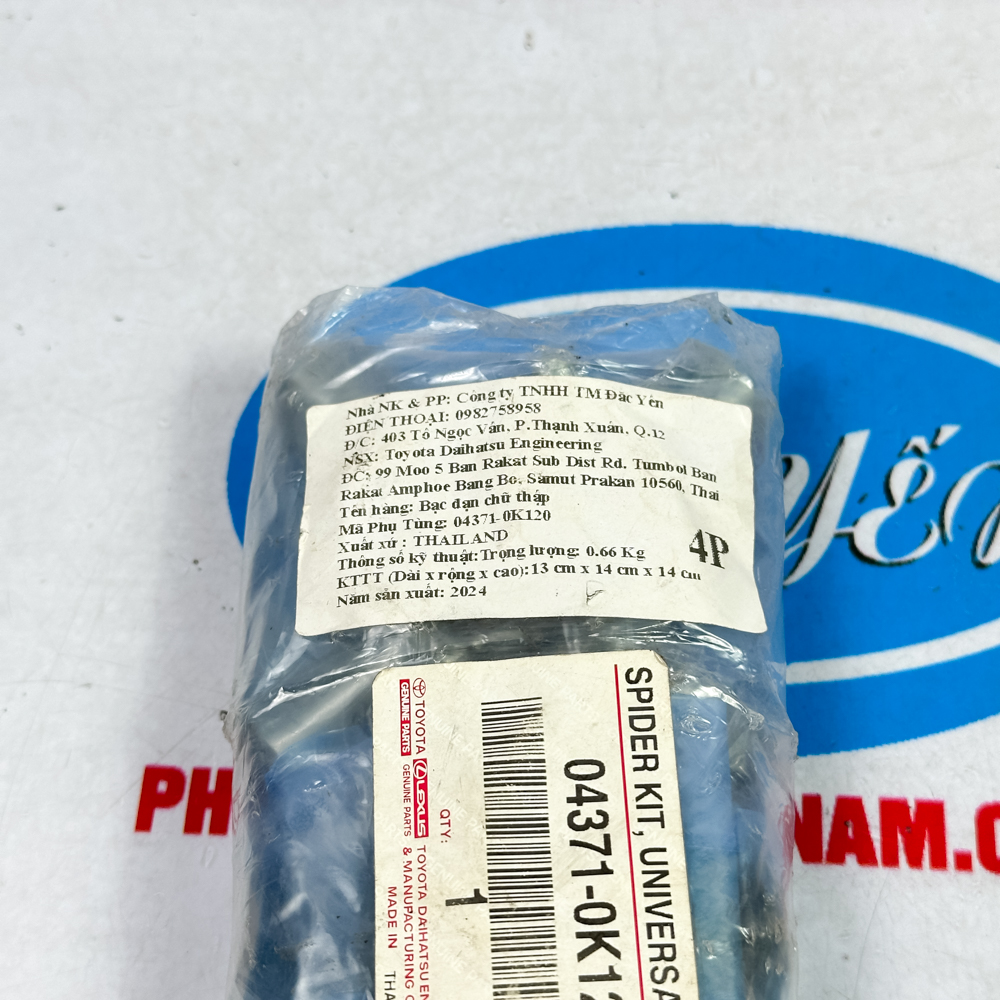 Nhà NK & PP: Công ty TNHH TM Đăc Yến
ĐIỆN THOẠI: 0982758958
Đ/C: 403 Tô Ngọc Vân, P.Thạnh Xuân, Q.12
NSX: Toyota Daihatsu Engineering
ĐC: 99 Moo 5 Ban Rakat Sub Dist Rd. Tumbol Ban
Rakat Amphoe Bang Bo, Samut Prakan 10560, Thai
Tên hàng: Bạc đạn chữ thập
Mã Phụ Tùng: 04371-0K120
Xuất xứ : THAILAND
Thông số kỹ thuật:Trọng lượng: 0.66 Kg
KTTT (Dài x rộng x cao):13 cm x 14 cm x 14 cm
Năm sản xuất: 2024
4P
SPIDER KIT, UNIVERSA
04371-0K12
QTY:
1
TOYOTA
GENUINE PARTS
LEXUS
GENUINE PARTS
TOYOTA DAIHATSU EN
& MANUFACTURING
MADE IN THA
YẾ
PH
NAM.C